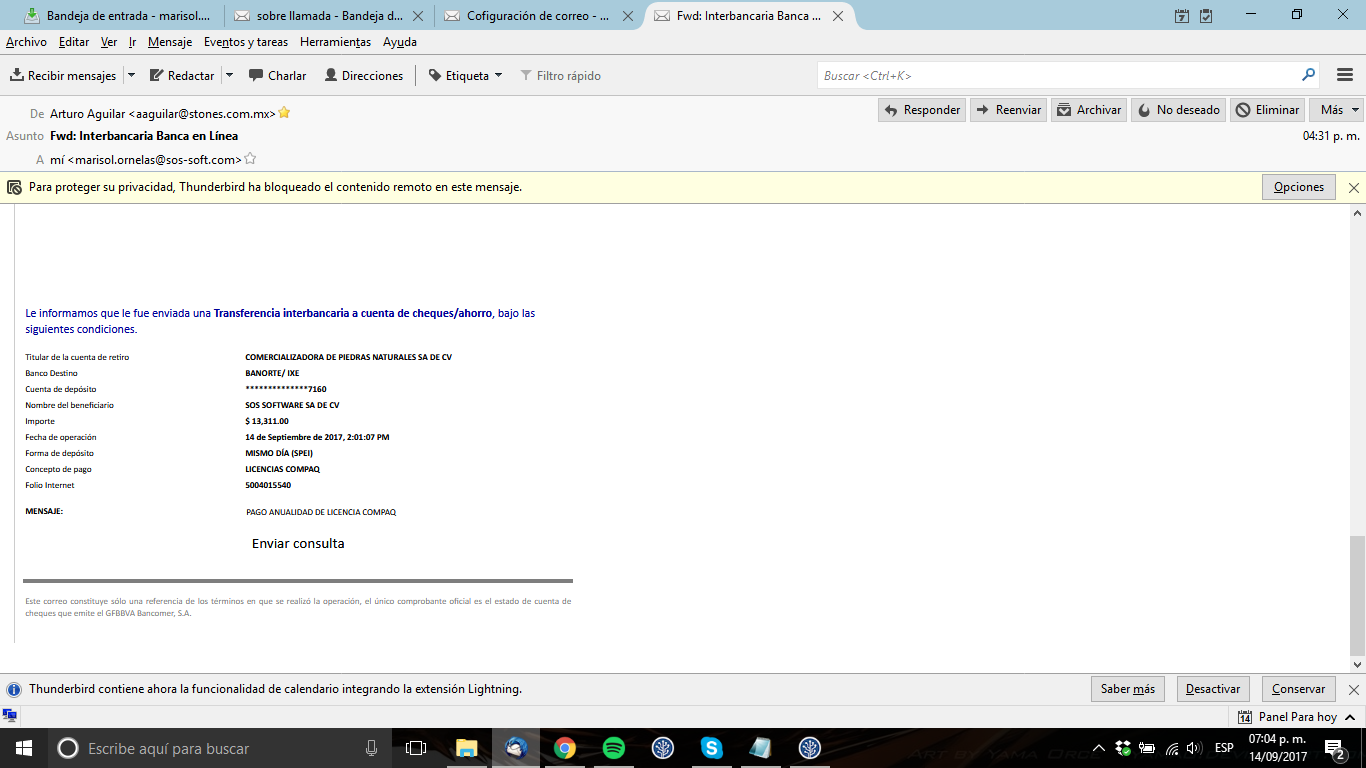 Bandeja de entrada - marisol....
sobre llamada - Bandeja d...
Cofiguración de correo - ...
Fwd: Interbancaria Banca ...
7
Archivo Editar Ver Ir Mensaje Eventos y tareas Herramientas Ayuda
Recibir mensajes Redactar Charlar Direcciones Etiqueta Filtro rápido
Buscar <Ctrl+K>
De Arturo Aguilar <aaguilar@stones.com.mx>
Responder Reenviar Archivar No deseado Eliminar Más
Asunto Fwd: Interbancaria Banca en Línea
04:31 p. m.
A mí <marisol.ornelas@sos-soft.com>
Para proteger su privacidad, Thunderbird ha bloqueado el contenido remoto en este mensaje.
Opciones
Le informamos que le fue enviada una Transferencia interbancaria a cuenta de cheques/ahorro, bajo las
siguientes condiciones.
Titular de la cuenta de retiro COMERCIALIZADORA DE PIEDRAS NATURALES SA DE CV
Banco Destino BANORTE/ IXE
Cuenta de depósito **************7160
Nombre del beneficiario SOS SOFTWARE SA DE CV
Importe $ 13,311.00
Fecha de operación 14 de Septiembre de 2017, 2:01:07 PM
Forma de depósito MISMO DÍA (SPEI)
Concepto de pago LICENCIAS COMPAQ
Folio Internet 5004015540
MENSAJE: PAGO ANUALIDAD DE LICENCIA COMPAQ
Enviar consulta
Este correo constituye sólo una referencia de los términos en que se realizó la operación, el único comprobante oficial es el estado de cuenta de
cheques que emite el GFBBVA Bancomer, S.A.
Thunderbird contiene ahora la funcionalidad de calendario integrando la extensión Lightning.
Saber más Desactivar Conservar
14 Panel Para hoy
Escribe aquí para buscar
ESP
07:04 p. m.
14/09/2017
2